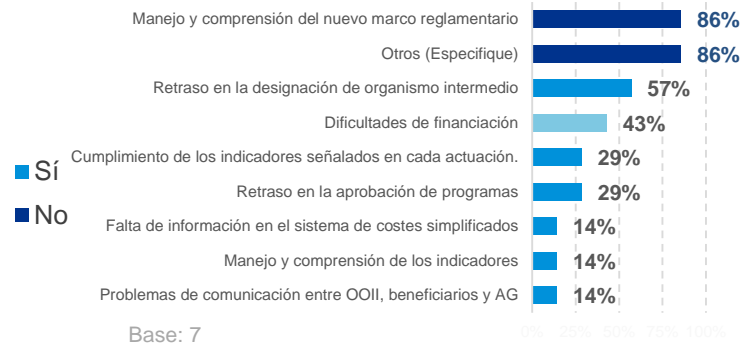 Manejo y comprensión del nuevo marco reglamentario 86%
Otros (Especifique) 86%
Retraso en la designación de organismo intermedio 57%
Dificultades de financiación 43%
Sí
Cumplimiento de los indicadores señalados en cada actuación. 29%
Retraso en la aprobación de programas 29%
No
Falta de información en el sistema de costes simplificados 14%
Manejo y comprensión de los indicadores 14%
Problemas de comunicación entre OOII, beneficiarios y AG 14%
Base: 7
0% 25% 50% 75% 100%